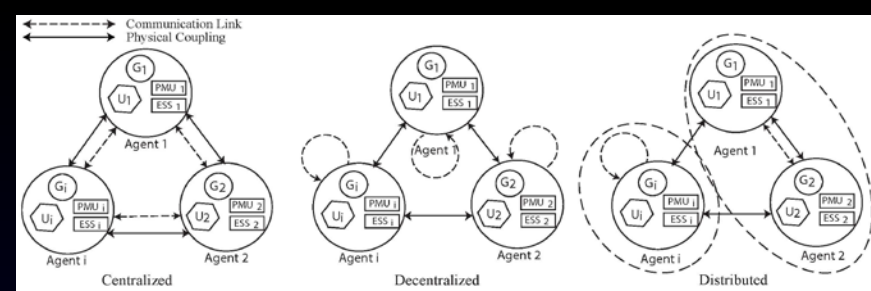 Communication Link
Physical Coupling
G1
U1
PMU 1
ESS 1
Agent 1
Gi
Ui
PMU i
ESS i
Agent i
G2
U2
PMU 2
ESS 2
Agent 2
Centralized
G1
U1
PMU 1
ESS 1
Agent 1
Gi
Ui
PMU i
ESS i
Agent i
G2
U2
PMU 2
ESS 2
Agent 2
Decentralized
G1
U1
PMU 1
ESS 1
Agent 1
Gi
Ui
PMU i
ESS i
Agent i
G2
U2
PMU 2
ESS 2
Agent 2
Distributed